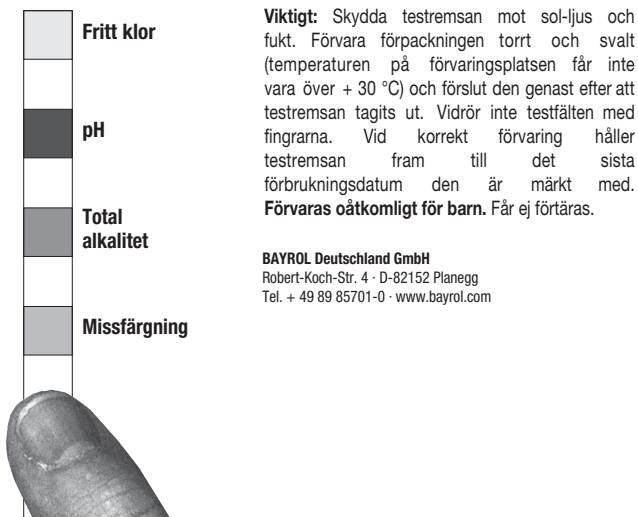 Fritt klor
pH
Total
alkalitet
Missfärgning
Viktigt: Skydda testremsan mot sol-ljus och
fukt. Förvara förpackningen torrt och svalt
(temperaturen på förvaringsplatsen får inte
vara över + 30 °C) och förslut den genast efter att
testremsan tagits ut. Vidrör inte testfälten med
fingrarna. Vid korrekt förvaring håller
testremsan fram till det sista
förbrukningsdatum den är märkt med.
Förvaras oåtkomligt för barn. Får ej förtäras.
BAYROL Deutschland GmbH
Robert-Koch-Str. 4 · D-82152 Planegg
Tel. + 49 89 85701-0 · www.bayrol.com